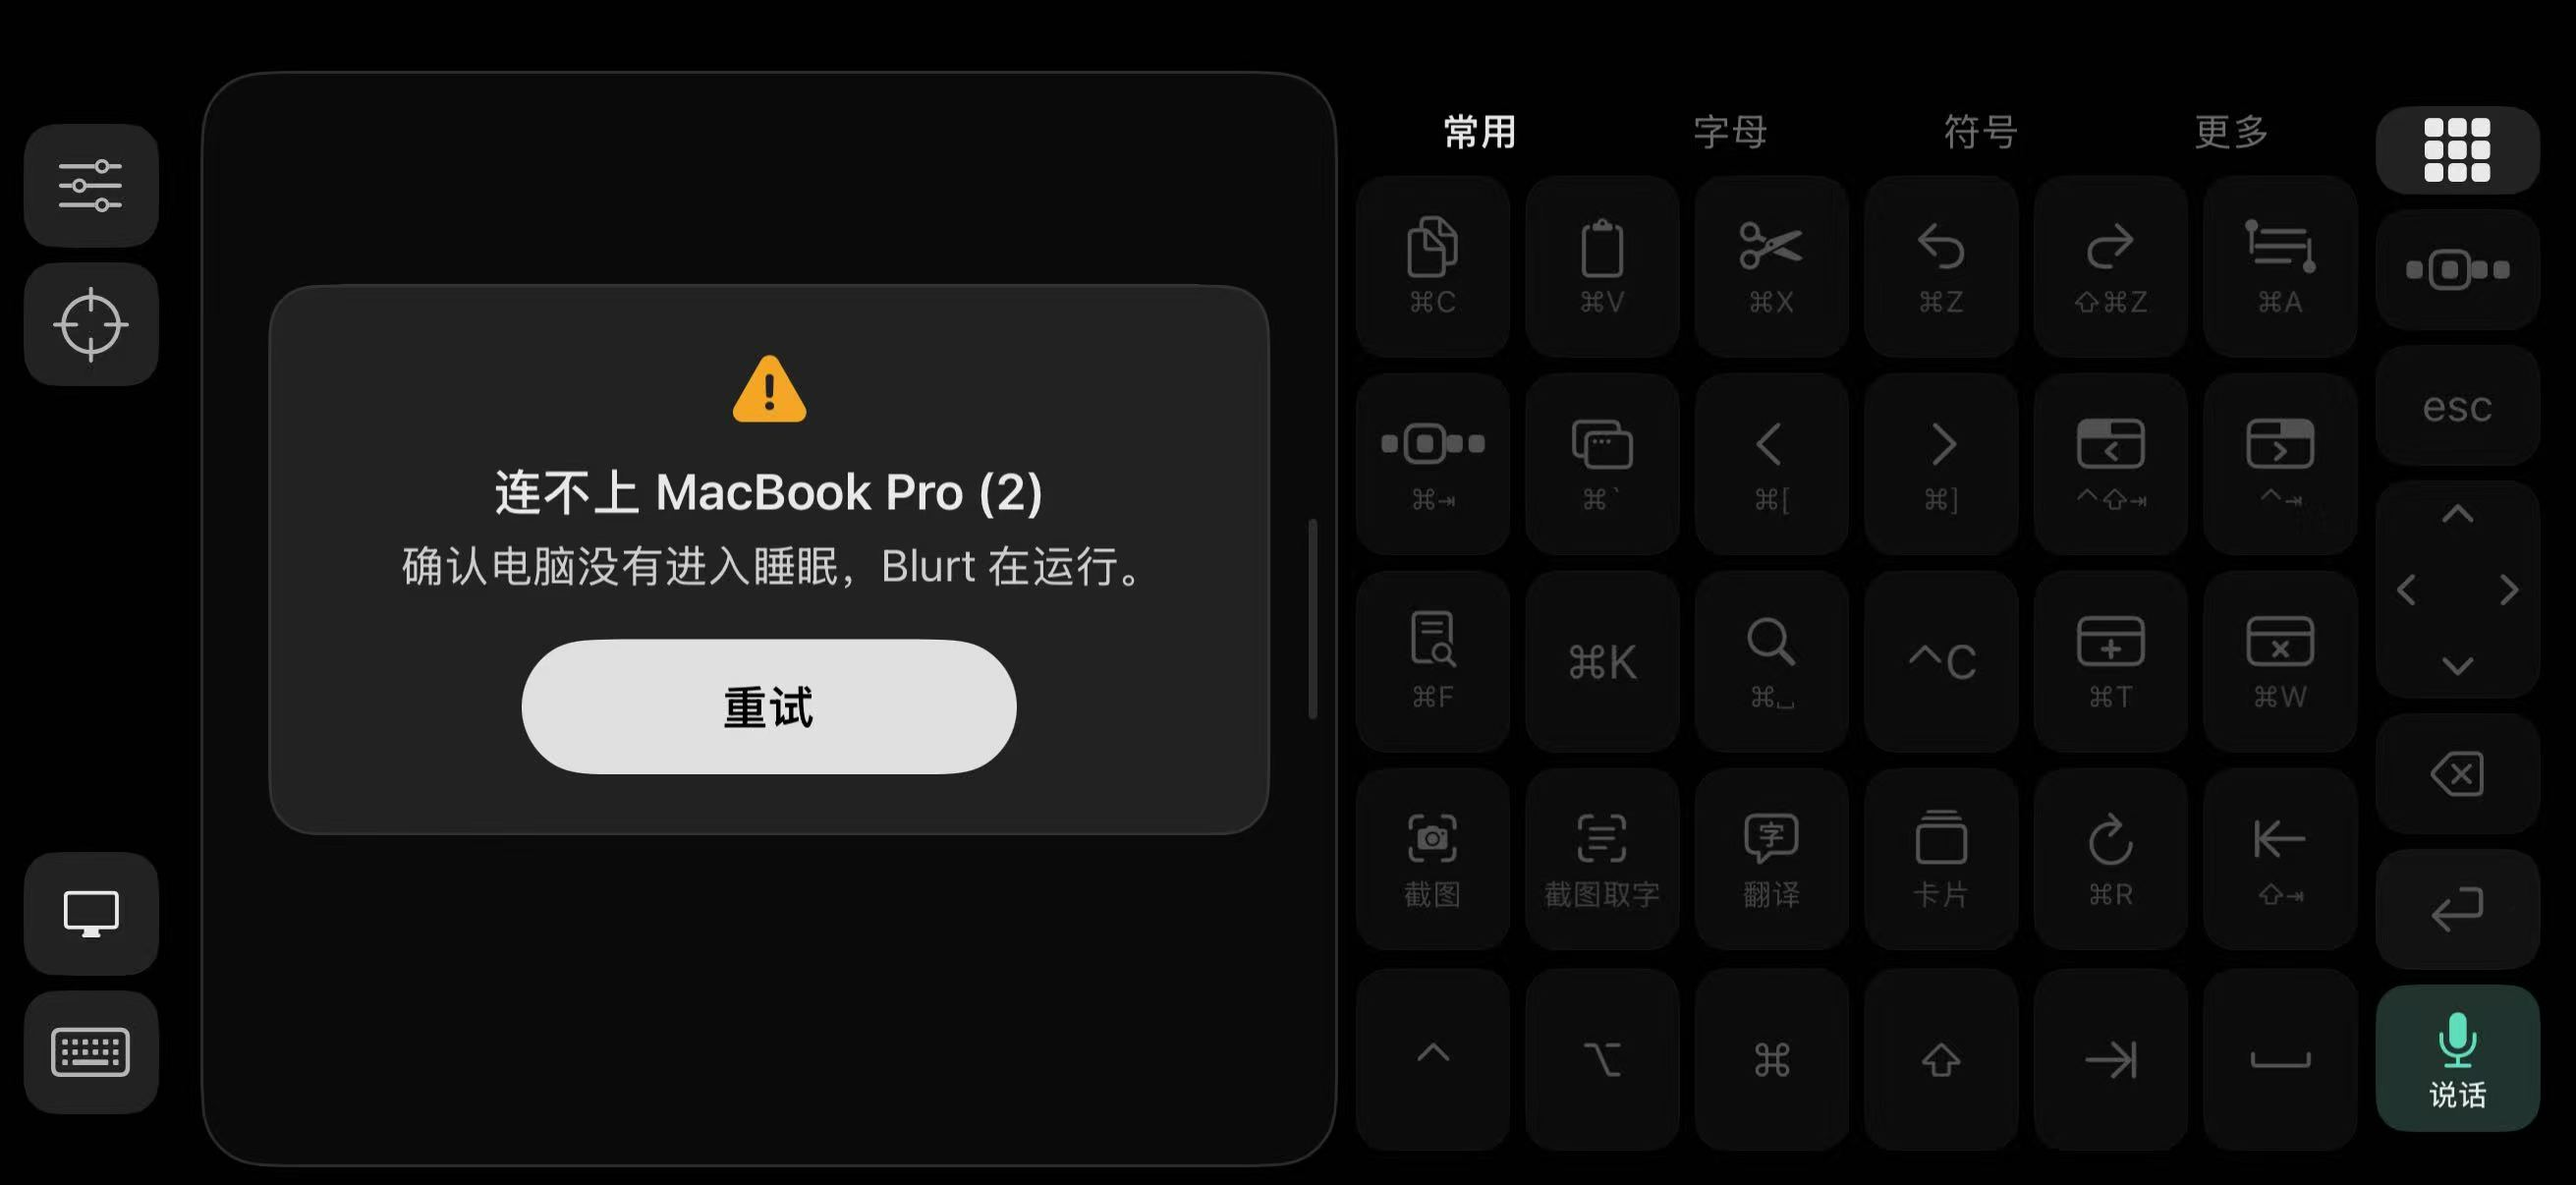 常用 字母 符号 更多
⌘C ⌘V ⌘X ⌘Z ⇧⌘Z ⌘A
esc
连不上 MacBook Pro (2)
确认电脑没有进入睡眠，Blurt 在运行。
重试
⌘⇥ ⌘` ⌘[ ⌘] ⌃⇧⇥ ⌃⇥
⌘F ⌘K ⌘⎵ ⌃C ⌘T ⌘W
字
截图 截图取字 翻译 卡片 ⌘R ⇧⇥
⌃ ⌥ ⌘ ⇧
说话